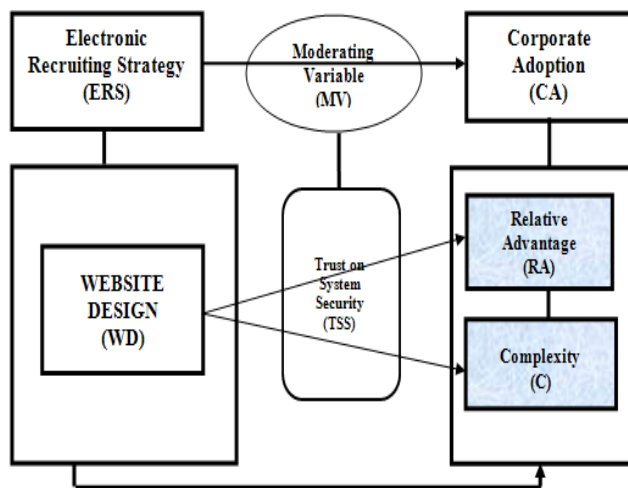 Electronic
Recruiting Strategy
(ERS)
Moderating
Variable
(MV)
Corporate
Adoption
(CA)
WEBSITE
DESIGN
(WD)
Trust on
System
Security
(TSS)
Relative
Advantage
(RA)
Complexity
(C)